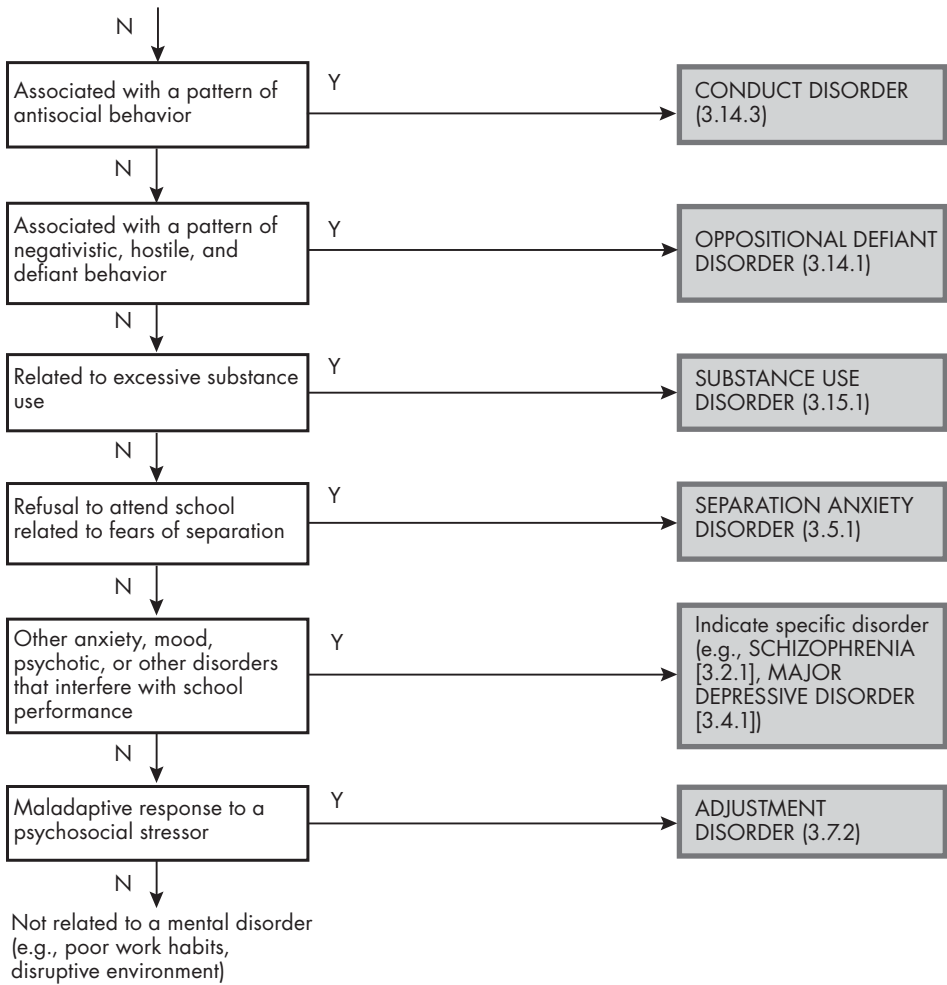 N
Associated with a pattern of
antisocial behavior
Y
CONDUCT DISORDER
(3.14.3)
N
Associated with a pattern of
negativistic, hostile, and
defiant behavior
Y
OPPOSITIONAL DEFIANT
DISORDER (3.14.1)
N
Related to excessive substance
use
Y
SUBSTANCE USE
DISORDER (3.15.1)
N
Refusal to attend school
related to fears of separation
Y
SEPARATION ANXIETY
DISORDER (3.5.1)
N
Other anxiety, mood,
psychotic, or other disorders
that interfere with school
performance
Y
Indicate specific disorder
(e.g., SCHIZOPHRENIA
[3.2.1], MAJOR
DEPRESSIVE DISORDER
[3.4.1])
N
Maladaptive response to a
psychosocial stressor
Y
ADJUSTMENT
DISORDER (3.7.2)
N
Not related to a mental disorder
(e.g., poor work habits,
disruptive environment)